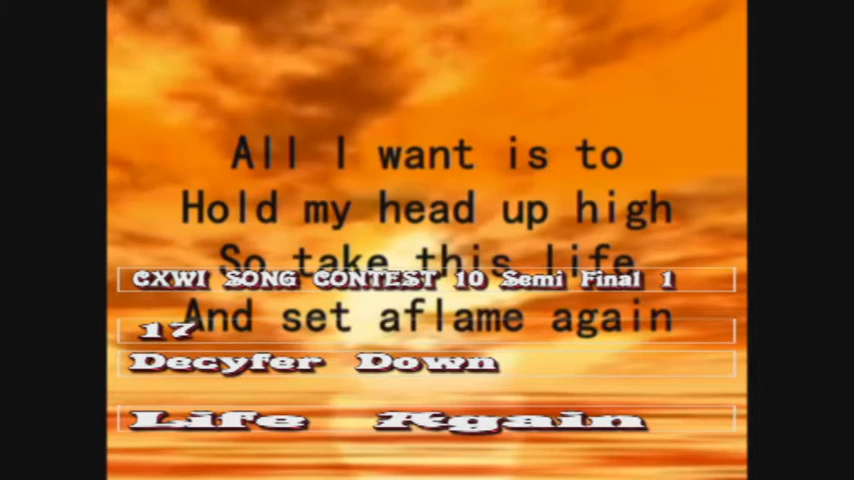 All I want is to
Hold my head up high
So take this life
CXWI SONG CONTEST 10 Semi Final 1
And set aflame again
17
Decyfer Down
Life Again